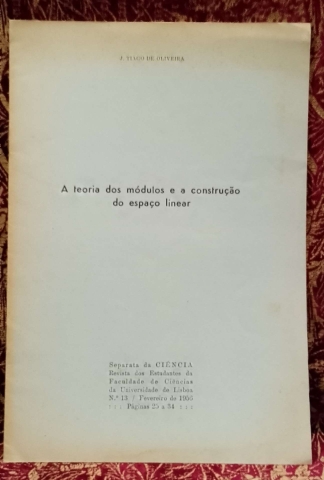 J. TIAGO DE OLIVEIRA
A teoria dos módulos e a construção
do espaço linear
Separata da CIÊNCIA
Revista dos Estudantes da
Faculdade de Ciências
da Universidade de Lisboa
N.º 13 : Fevereiro de 1956
: : : Páginas 25 a 34 : : :